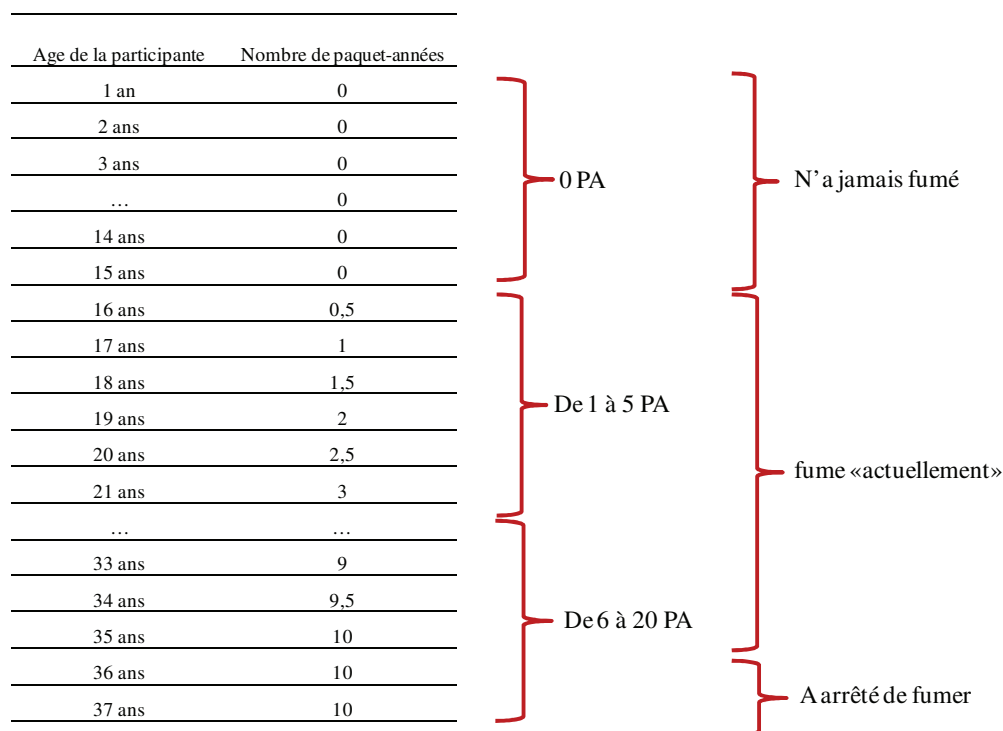 Age de la participante Nombre de paquet-années
1 an 0
2 ans 0
3 ans 0
… 0
14 ans 0
15 ans 0
16 ans 0,5
17 ans 1
18 ans 1,5
19 ans 2
20 ans 2,5
21 ans 3
… …
33 ans 9
34 ans 9,5
35 ans 10
36 ans 10
37 ans 10
0 PA
De 1 à 5 PA
De 6 à 20 PA
N’a jamais fumé
fume «actuellement»
A arrêté de fumer